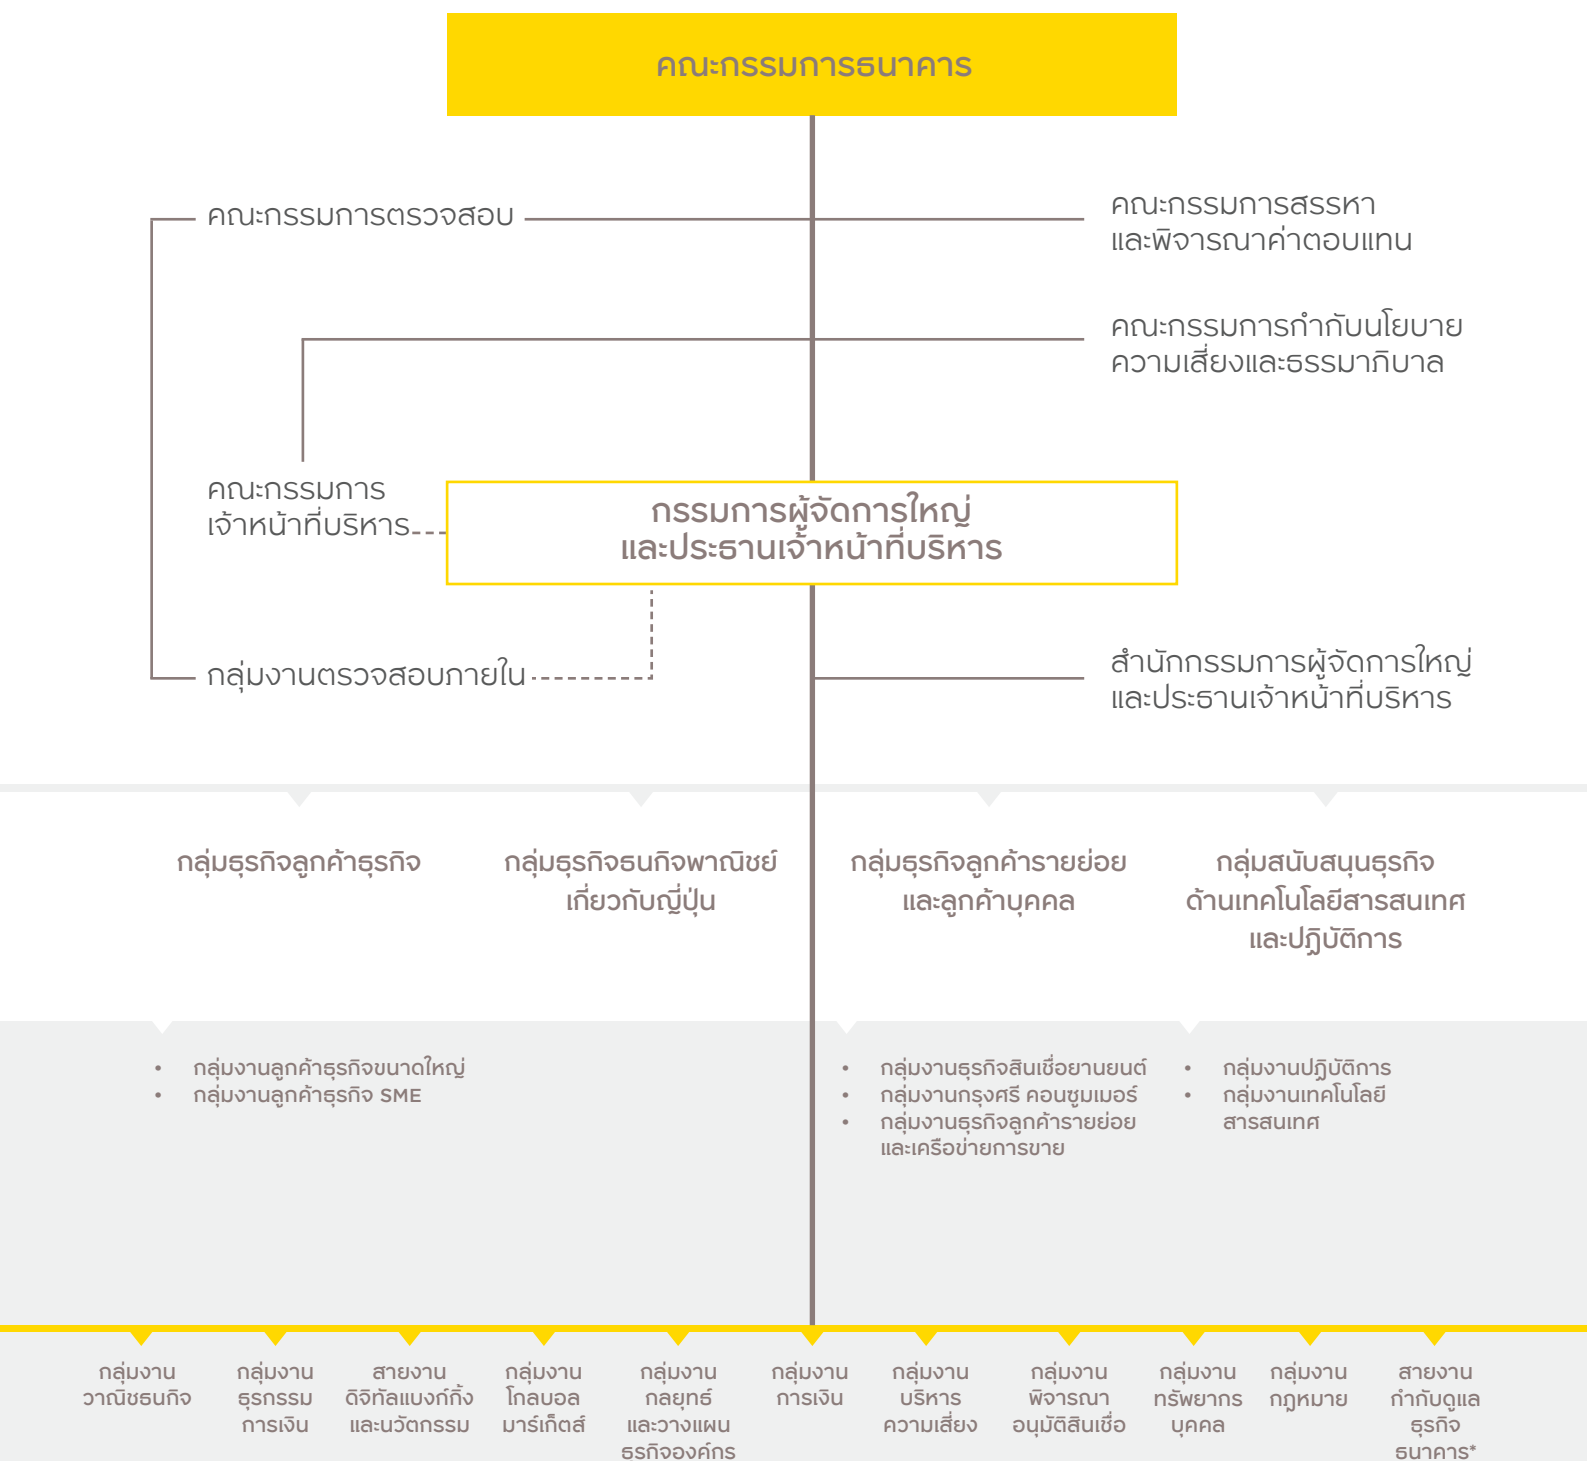 คณะกรรมการธนาคาร
คณะกรรมการตรวจสอบ
คณะกรรมการสรรหา
และพิจารณาค่าตอบแทน
คณะกรรมการกำกับนโยบาย
ความเสี่ยงและธรรมาภิบาล
คณะกรรมการ
เจ้าหน้าที่บริหาร
กรรมการผู้จัดการใหญ่
และประธานเจ้าหน้าที่บริหาร
กลุ่มงานตรวจสอบภายใน
สำนักกรรมการผู้จัดการใหญ่
และประธานเจ้าหน้าที่บริหาร
กลุ่มธุรกิจลูกค้าธุรกิจ
กลุ่มธุรกิจธนกิจพาณิชย์
เกี่ยวกับญี่ปุ่น
กลุ่มธุรกิจลูกค้ารายย่อย
และลูกค้าบุคคล
กลุ่มสนับสนุนธุรกิจ
ด้านเทคโนโลยีสารสนเทศ
และปฏิบัติการ
• กลุ่มงานลูกค้าธุรกิจขนาดใหญ่
• กลุ่มงานลูกค้าธุรกิจ SME
• กลุ่มงานธุรกิจสินเชื่อยานยนต์
• กลุ่มงานกรุงศรี คอนซูมเมอร์
• กลุ่มงานธุรกิจลูกค้ารายย่อย
และเครือข่ายการขาย
• กลุ่มงานปฏิบัติการ
• กลุ่มงานเทคโนโลยี
สารสนเทศ
กลุ่มงาน
วาณิชธนกิจ
กลุ่มงาน
ธุรกรรม
การเงิน
สายงาน
ดิจิทัลแบงก์กิ้ง
และนวัตกรรม
กลุ่มงาน
โกลบอล
มาร์เก็ตส์
กลุ่มงาน
กลยุทธ์
และวางแผน
ธุรกิจองค์กร
กลุ่มงาน
การเงิน
กลุ่มงาน
บริหาร
ความเสี่ยง
กลุ่มงาน
พิจารณา
อนุมัติสินเชื่อ
กลุ่มงาน
ทรัพยากร
บุคคล
กลุ่มงาน
กฎหมาย
สายงาน
กำกับดูแล
ธุรกิจ
ธนาคาร*